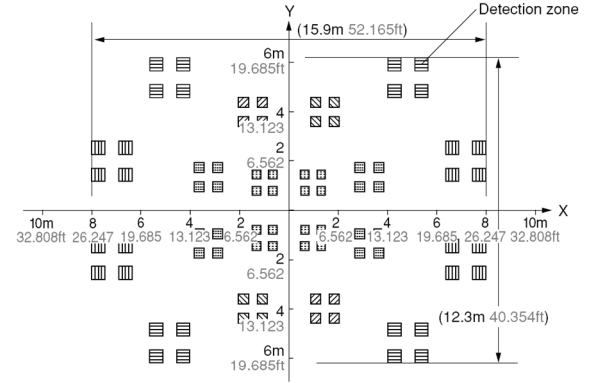 Y
Detection zone
(15.9m 52.165ft)
6m
19.685ft
4
13.123
2
6.562
10m 8 6 4 2 2 4 6 8 10m X
32.808ft 26.247 19.685 13.123 6.562 6.562 13.123 19.685 26.247 32.808ft
2
6.562
4
13.123
(12.3m 40.354ft)
6m
19.685ft